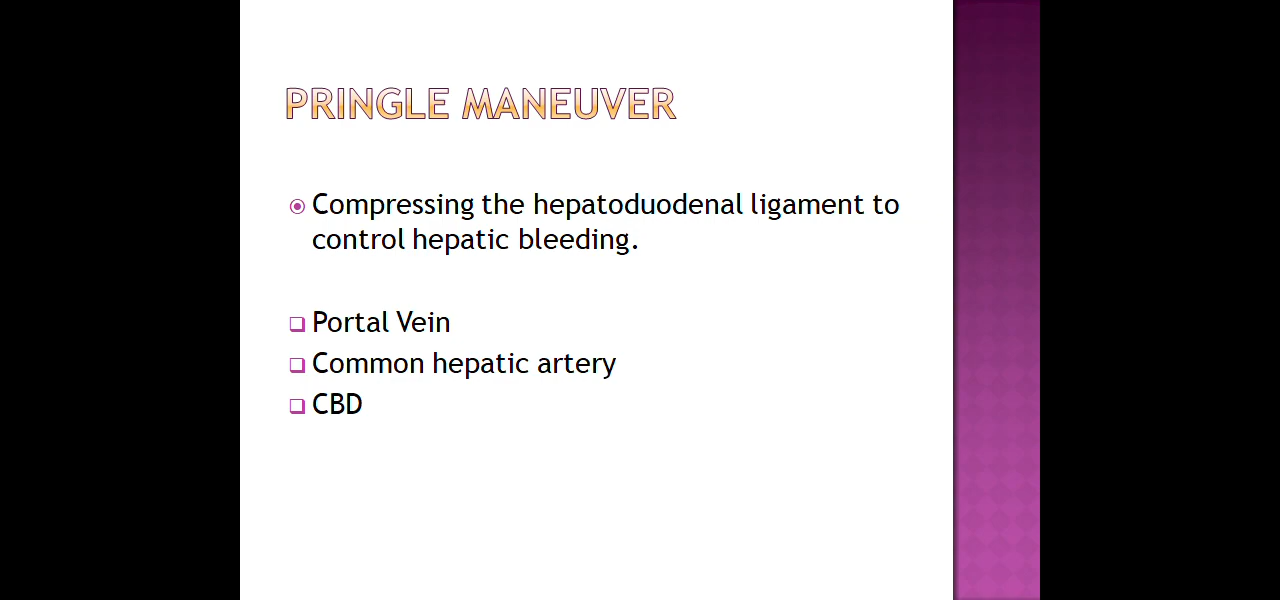 PRINGLE MANEUVER
Compressing the hepatoduodenal ligament to
control hepatic bleeding.
Portal Vein
Common hepatic artery
CBD